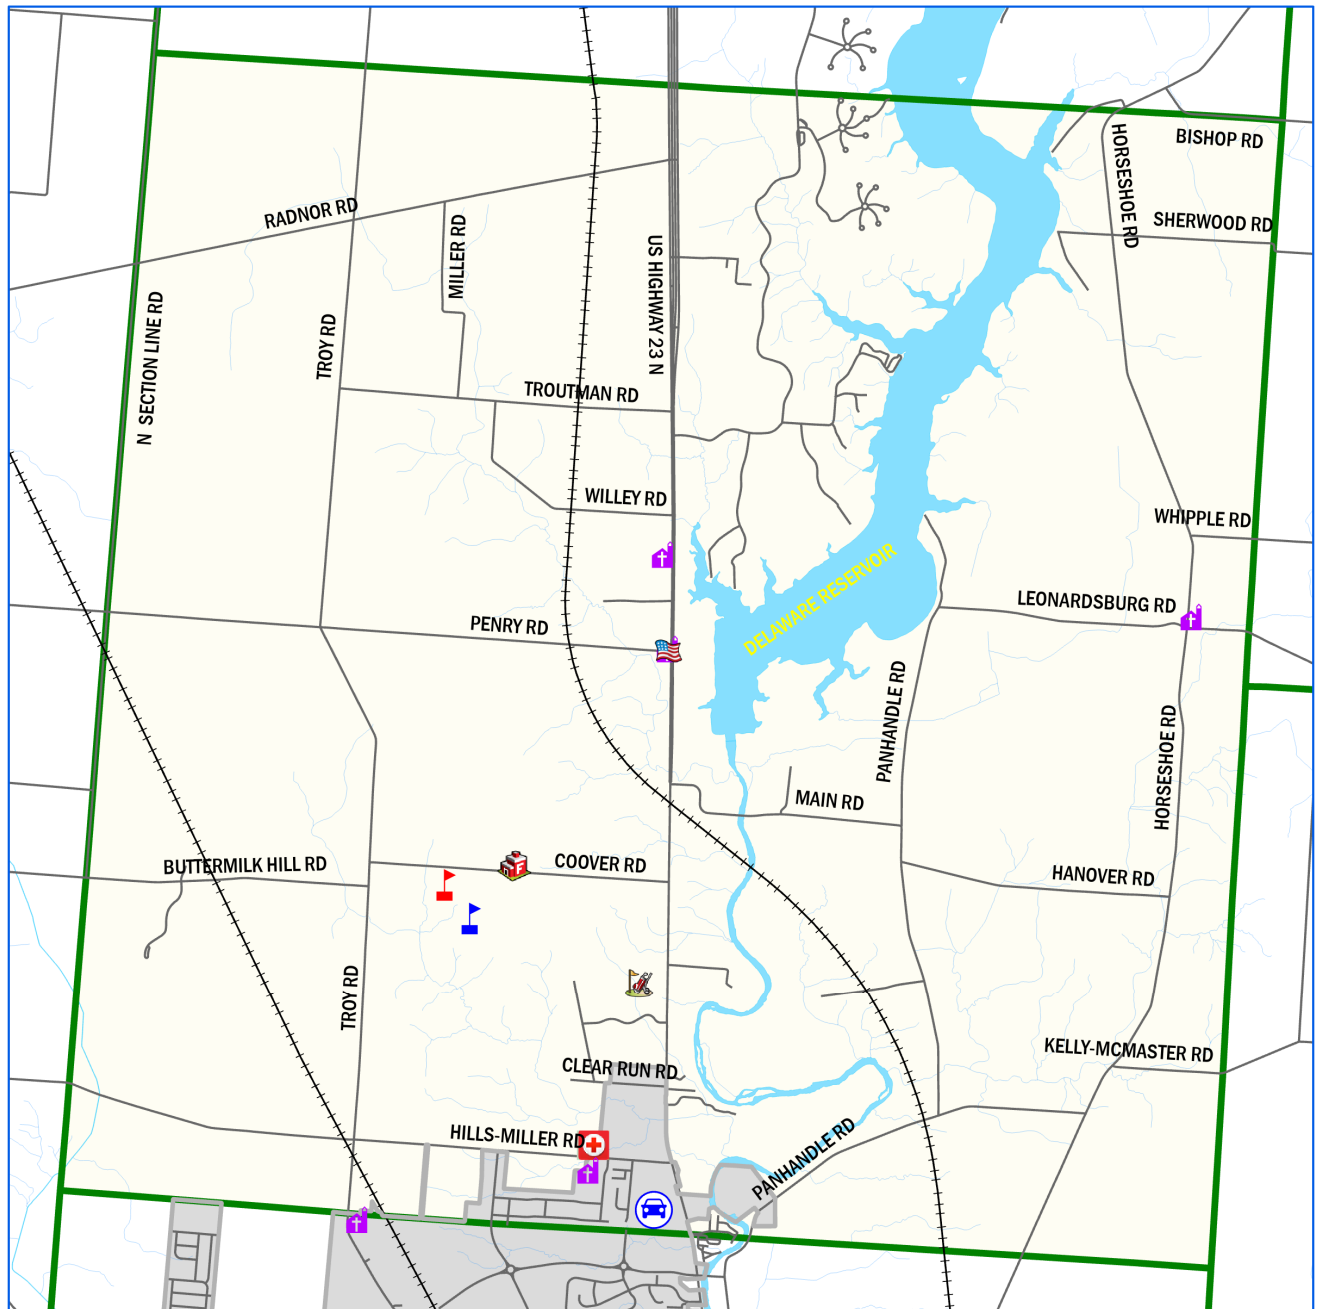 BISHOP RD
HORSESHOE RD
RADNOR RD
SHERWOOD RD
MILLER RD
US HIGHWAY 23 N
N SECTION LINE RD
TROY RD
TROUTMAN RD
WILLEY RD
WHIPPLE RD
DELAWARE RESERVOIR
LEONARDSBURG RD
PENRY RD
PANHANDLE RD
HORSESHOE RD
MAIN RD
BUTTERMILK HILL RD
COOVER RD
F
HANOVER RD
TROY RD
KELLY-MCMASTER RD
CLEAR RUN RD
HILLS-MILLER RD
PANHANDLE RD